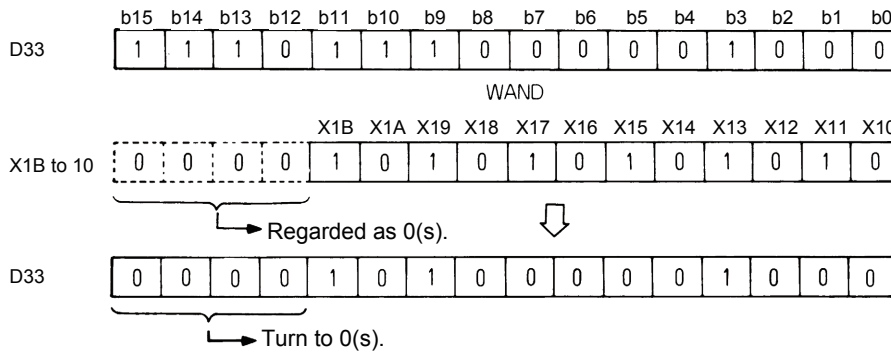 b15 b14 b13 b12 b11 b10 b9 b8 b7 b6 b5 b4 b3 b2 b1 b0
D33 1 1 1 0 1 1 1 0 0 0 0 0 1 0 0 0
WAND
X1B X1A X19 X18 X17 X16 X15 X14 X13 X12 X11 X10
X1B to 10 0 0 0 0 1 0 1 0 1 0 1 0 1 0 1 0
Regarded as 0(s).
D33 0 0 0 0 1 0 1 0 0 0 0 0 1 0 0 0
Turn to 0(s).